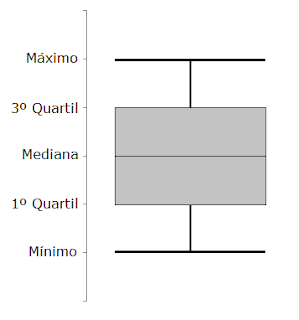 Máximo
3º Quartil
Mediana
1º Quartil
Mínimo